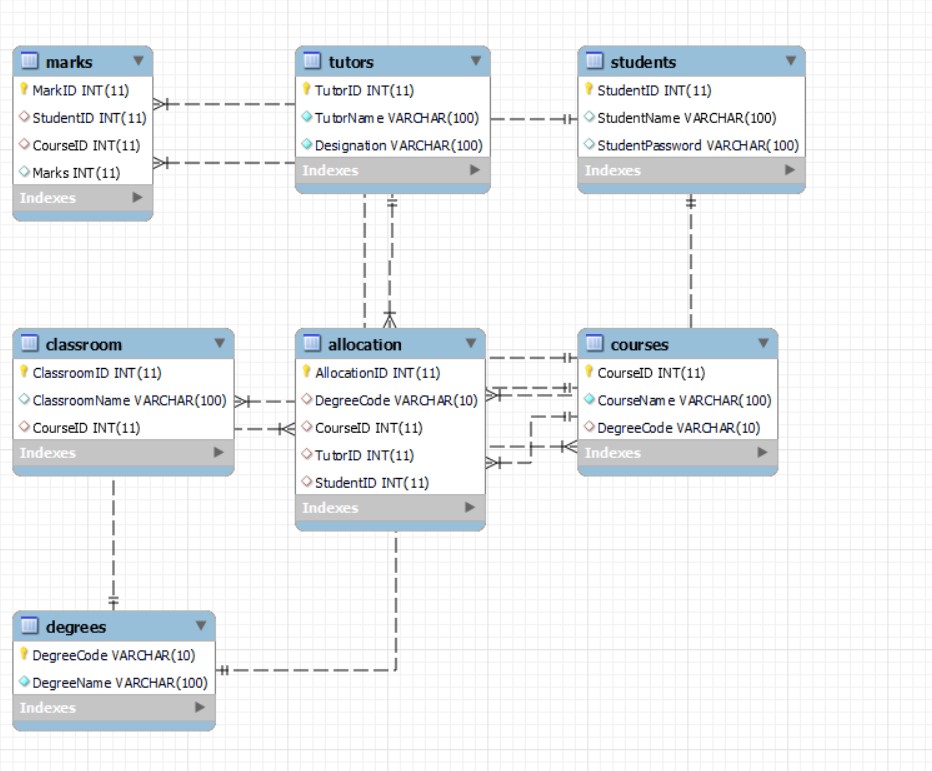 marks
MarkID INT(11)
StudentID INT(11)
CourseID INT(11)
Marks INT(11)
Indexes
tutors
TutorID INT(11)
TutorName VARCHAR(100)
Designation VARCHAR(100)
Indexes
students
StudentID INT(11)
StudentName VARCHAR(100)
StudentPassword VARCHAR(100)
Indexes
classroom
ClassroomID INT(11)
ClassroomName VARCHAR(100)
CourseID INT(11)
Indexes
allocation
AllocationID INT(11)
DegreeCode VARCHAR(10)
CourseID INT(11)
TutorID INT(11)
StudentID INT(11)
Indexes
courses
CourseID INT(11)
CourseName VARCHAR(100)
DegreeCode VARCHAR(10)
Indexes
degrees
DegreeCode VARCHAR(10)
DegreeName VARCHAR(100)
Indexes